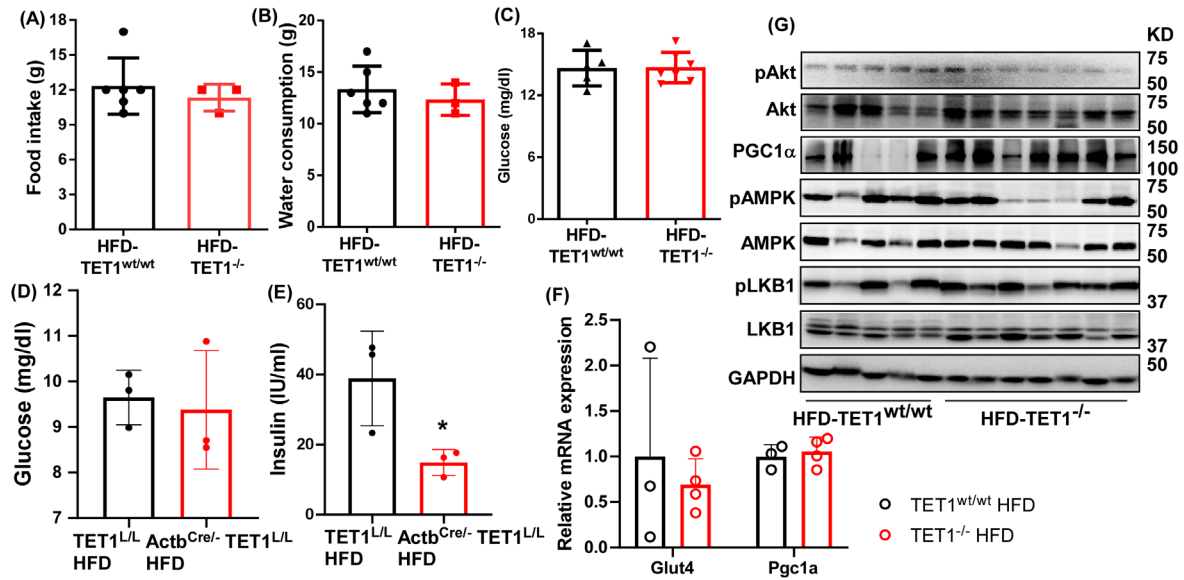 (A)
Food intake (g)
18
15
12
9
6
3
0
HFD-
TET1wt/wt
HFD-
TET1-/-
(B)
Water consumption (g)
20
15
10
5
0
HFD-
TET1wt/wt
HFD-
TET1-/-
(C)
Glucose (mg/dl)
18
12
6
0
HFD-
TET1wt/wt
HFD-
TET1-/-
(D)
Glucose (mg/dl)
11
10
9
8
7
TET1L/L
HFD
ActbCre/- TET1L/L
HFD
(E)
Insulin (IU/ml)
60
40
20
0
*
TET1L/L
HFD
ActbCre/- TET1L/L
HFD
(F)
Relative mRNA expression
2.5
2.0
1.5
1.0
0.5
0.0
Glut4
Pgc1a
TET1wt/wt HFD
TET1-/- HFD
(G)
KD
pAkt
75
50
Akt
75
50
PGC1α
150
100
pAMPK
75
50
AMPK
75
50
pLKB1
37
LKB1
37
GAPDH
50
HFD-TET1wt/wt
HFD-TET1-/-